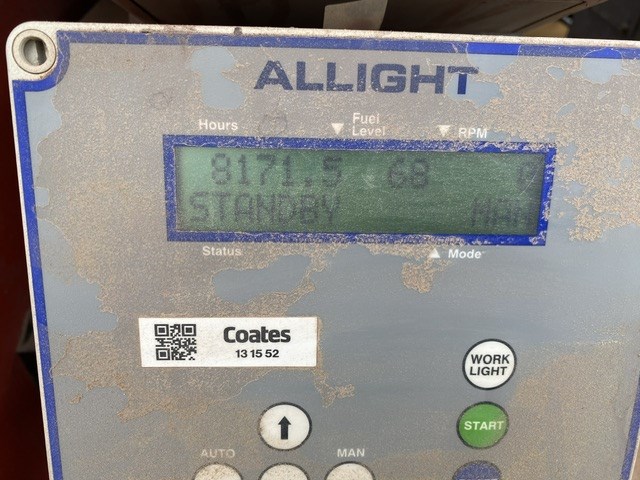 ALLIGHT
Hours Fuel Level RPM
8171.5 68 0
STANDBY MAN
Status Mode
Coates
13 15 52
WORK LIGHT
START
AUTO MAN